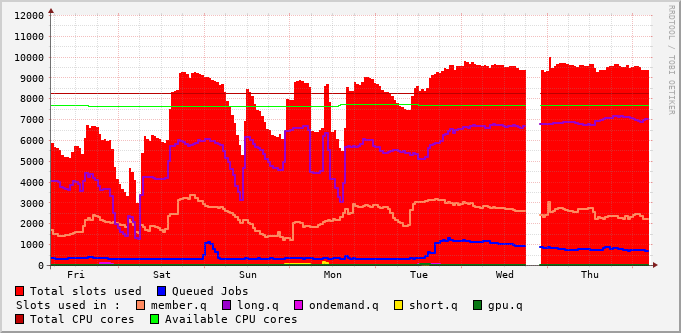 12000
11000
10000
9000
8000
7000
6000
5000
4000
3000
2000
1000
0
Fri Sat Sun Mon Tue Wed Thu
Total slots used Queued Jobs
Slots used in : member.q long.q ondemand.q short.q gpu.q
Total CPU cores Available CPU cores
RRDTOOL / TOBI OETIKER